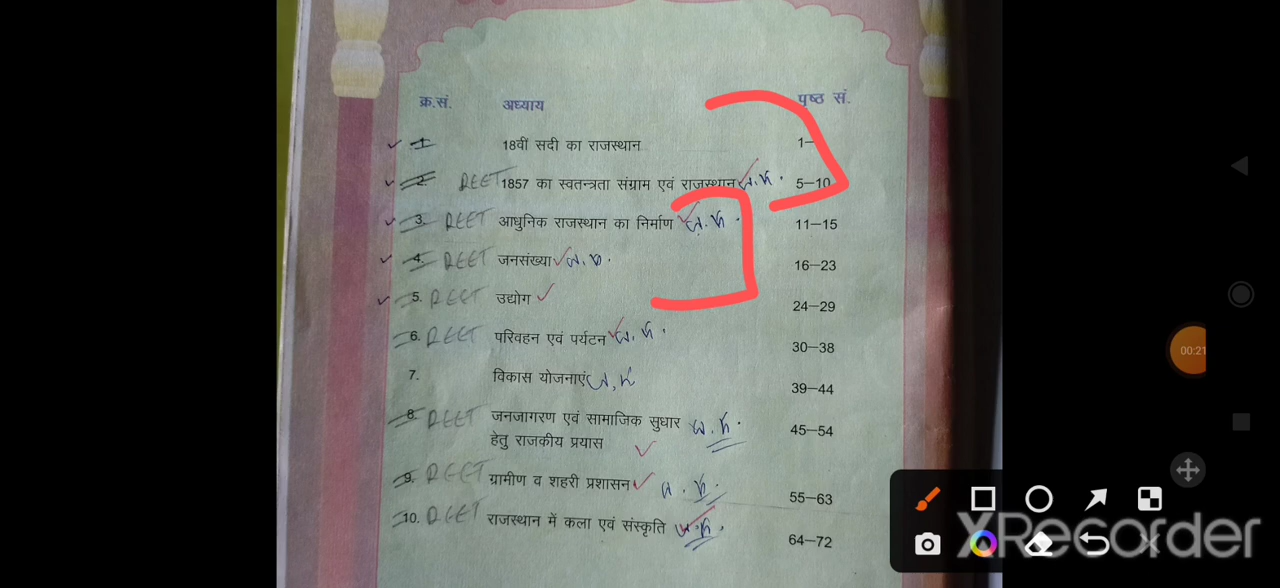 क्र.सं. अध्याय पृष्ठ सं.
1 18वीं सदी का राजस्थान 1–
2. REET 1857 का स्वतन्त्रता संग्राम एवं राजस्थान 5–10
3. REET आधुनिक राजस्थान का निर्माण 11–15
4. REET जनसंख्या 16–23
5. REET उद्योग 24–29
6. REET परिवहन एवं पर्यटन 30–38
7. विकास योजनाएं 39–44
8. REET जनजागरण एवं सामाजिक सुधार 45–54
हेतु राजकीय प्रयास
9. REET ग्रामीण व शहरी प्रशासन 55–63
10. REET राजस्थान में कला एवं संस्कृति 64–72
00:21
XRecorder